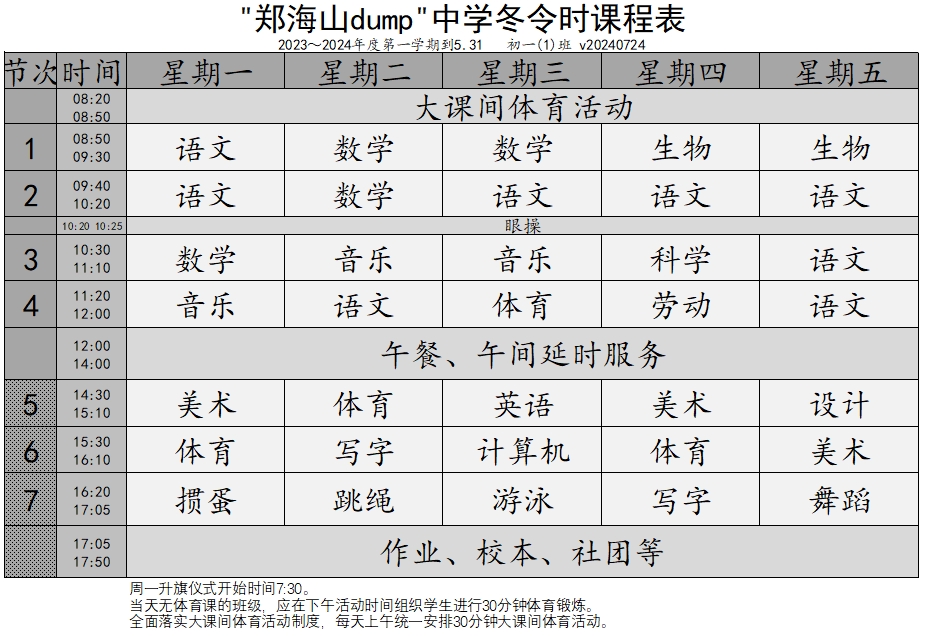 "郑海山dump"中学冬令时课程表
2023～2024年度第一学期到5.31 初一(1)班 v20240724
节次 时间 星期一 星期二 星期三 星期四 星期五
08:20
08:50
大课间体育活动
1 08:50 09:30 语文 数学 数学 生物 生物
2 09:40 10:20 语文 数学 语文 语文 语文
10:20 10:25 眼操
3 10:30 11:10 数学 音乐 音乐 科学 语文
4 11:20 12:00 音乐 语文 体育 劳动 语文
12:00
14:00
午餐、午间延时服务
5 14:30 15:10 美术 体育 英语 美术 设计
6 15:30 16:10 体育 写字 计算机 体育 美术
7 16:20 17:05 掼蛋 跳绳 游泳 写字 舞蹈
17:05
17:50
作业、校本、社团等
周一升旗仪式开始时间7:30。
当天无体育课的班级，应在下午活动时间组织学生进行30分钟体育锻炼。
全面落实大课间体育活动制度，每天上午统一安排30分钟大课间体育活动。